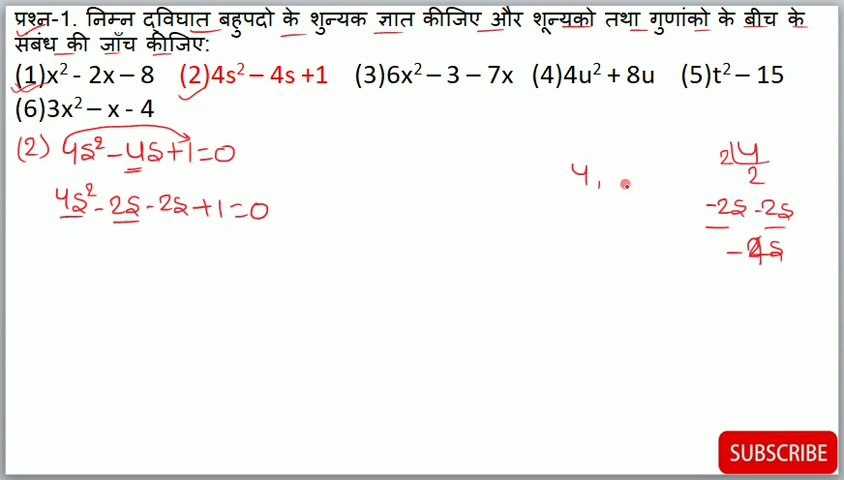 प्रश्न-1. निम्न द्विघात बहुपदो के शुन्यक ज्ञात कीजिए और शून्यको तथा गुणांको के बीच के
सबंध की जाँच कीजिए:
(1)x² - 2x – 8 (2)4s² – 4s +1 (3)6x² – 3 – 7x (4)4u² + 8u (5)t² – 15
(6)3x² – x - 4
(2) 4s² - 4s + 1 = 0
4s² - 2s - 2s + 1 = 0
4,
2|4
2
-2s -2s
-4s
SUBSCRIBE